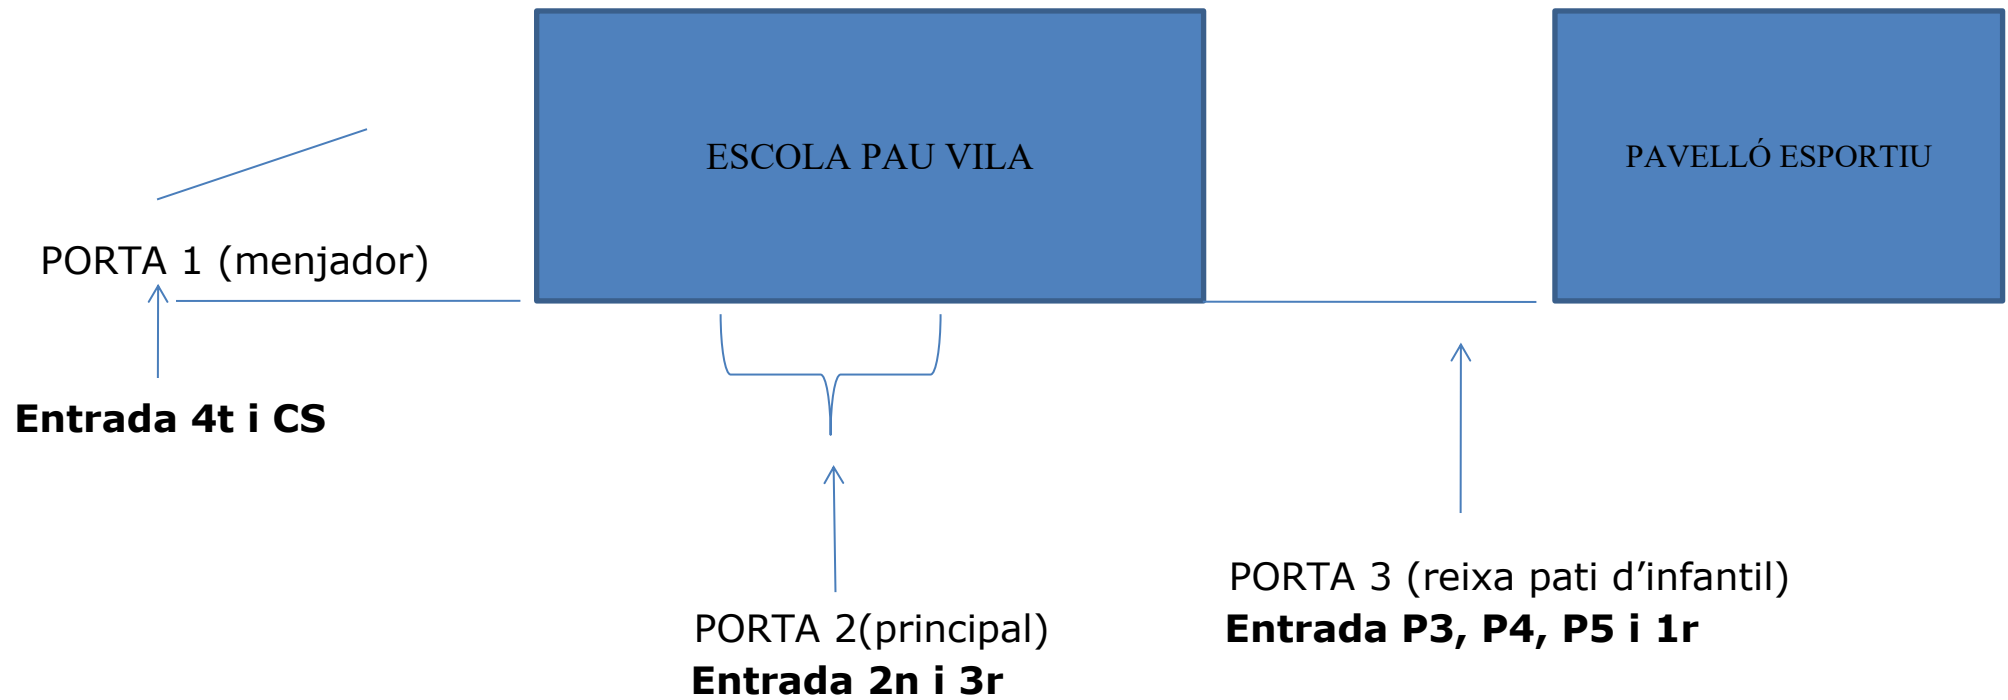 ESCOLA PAU VILA
PAVELLÓ ESPORTIU
PORTA 1 (menjador)
Entrada 4t i CS
PORTA 2(principal)
Entrada 2n i 3r
PORTA 3 (reixa pati d’infantil)
Entrada P3, P4, P5 i 1r